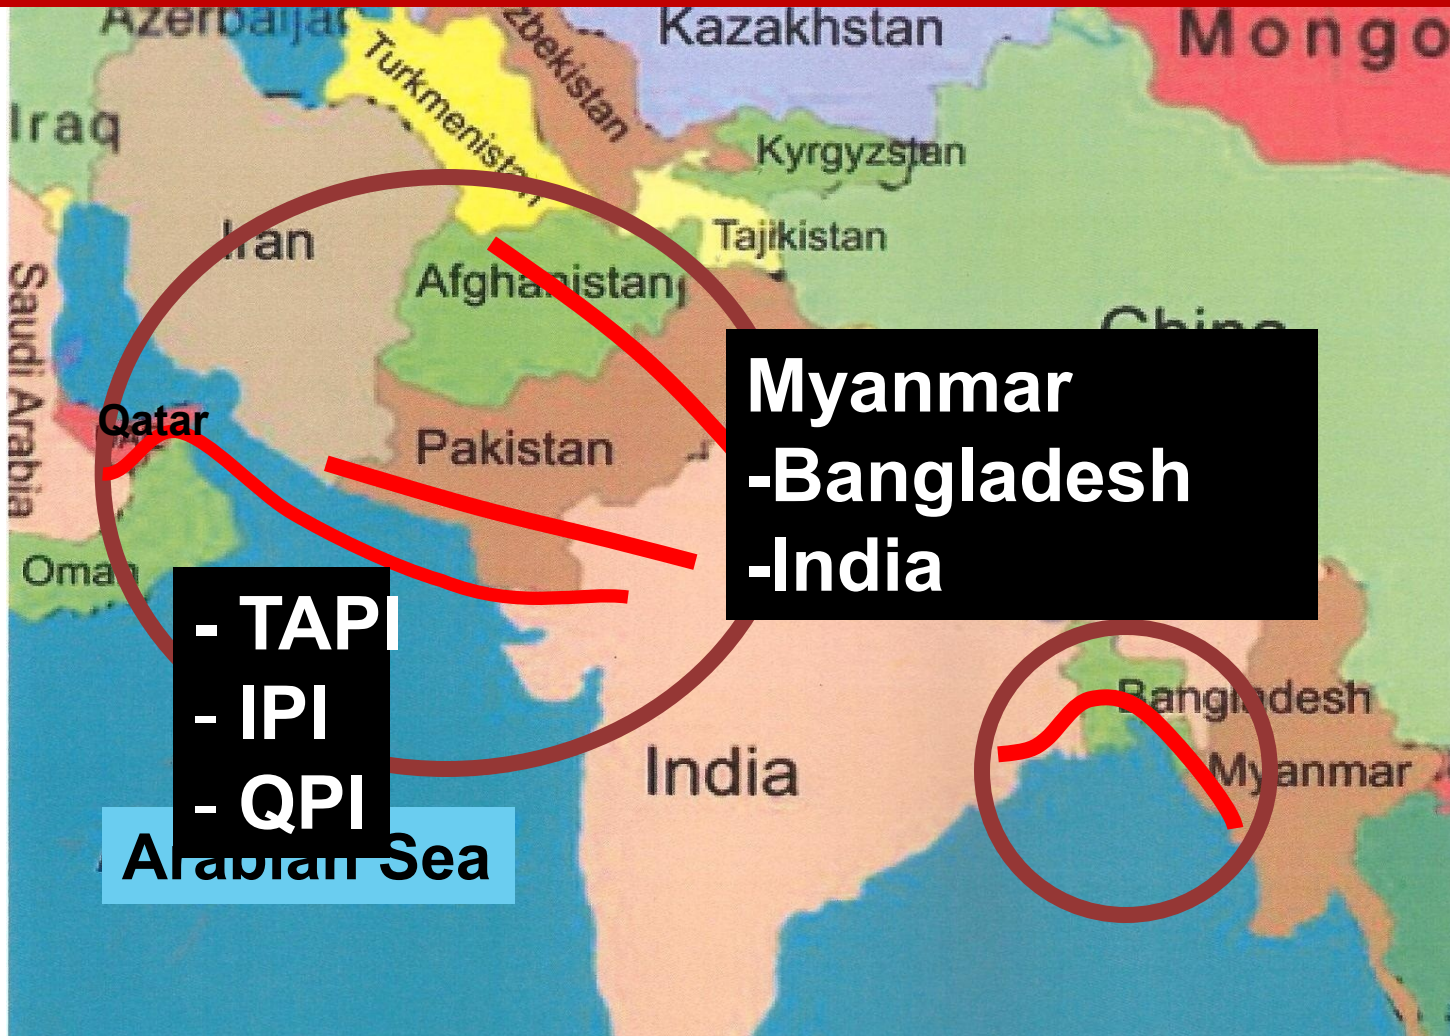 Azerbaijan
Kazakhstan
Mongo
Turkmenistan
zbekistan
Iraq
Kyrgyzstan
Iran
Tajikistan
Afghanistan
China
Saudi Arabia
Qatar
Pakistan
Myanmar
-Bangladesh
-India
Oman
- TAPI
- IPI
- QPI
Bangladesh
India
Myanmar
Arabian Sea